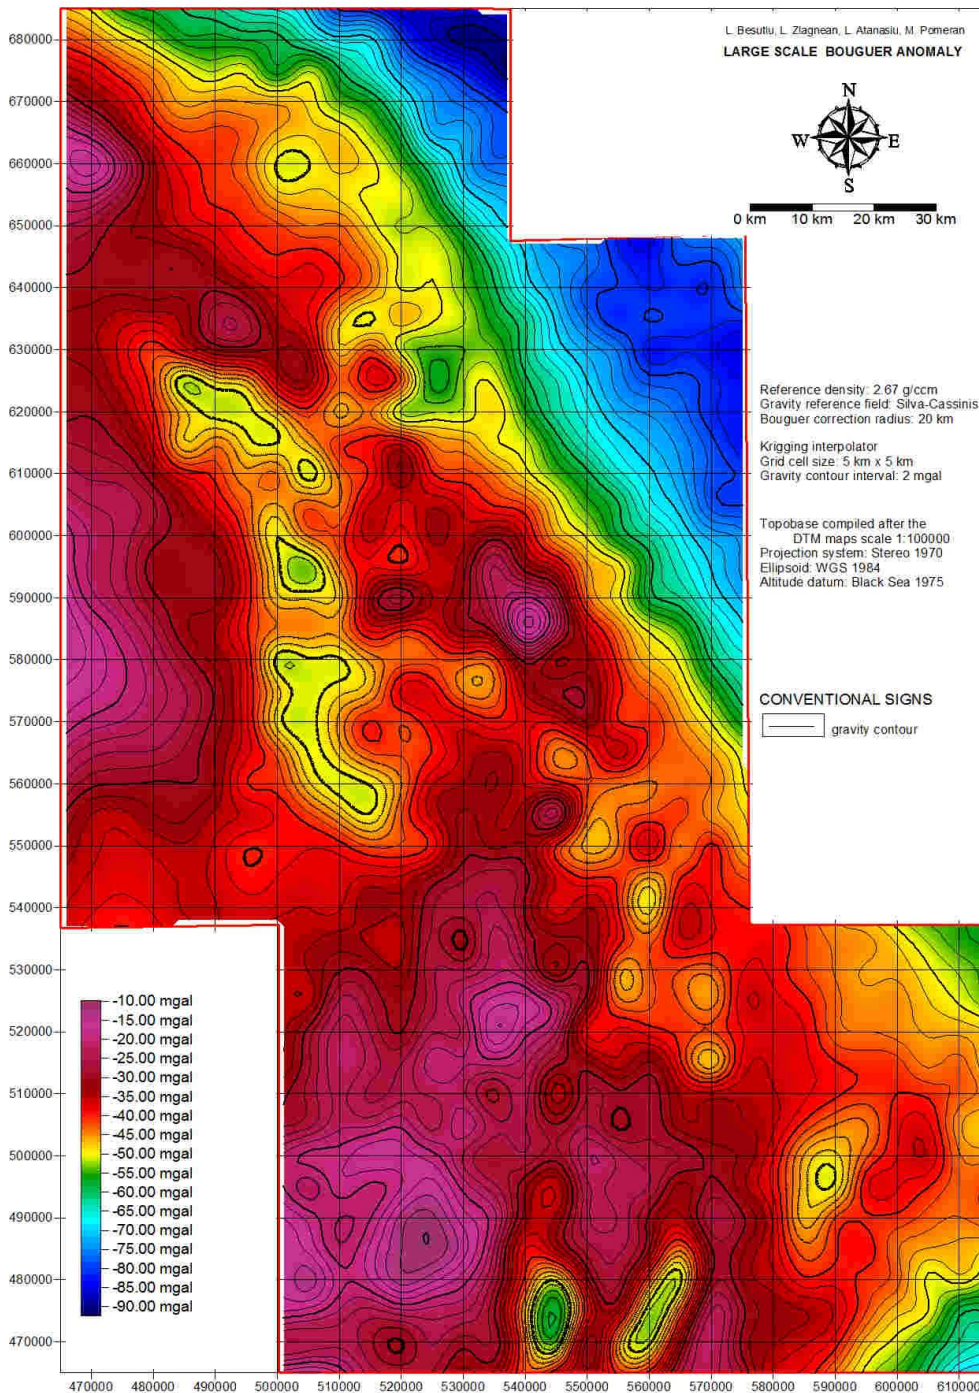 L. Besutiu, L. Zlagnean, L. Atanasiu, M. Pomeran
LARGE SCALE BOUGUER ANOMALY
N
W E
S
0 km 10 km 20 km 30 km
Reference density: 2.67 g/ccm
Gravity reference field: Silva-Cassinis
Bouguer correction radius: 20 km
Krigging interpolator
Grid cell size: 5 km x 5 km
Gravity contour interval: 2 mgal
Topobase compiled after the
DTM maps scale 1:100000
Projection system: Stereo 1970
Ellipsoid: WGS 1984
Altitude datum: Black Sea 1975
CONVENTIONAL SIGNS
gravity contour
680000
670000
660000
650000
640000
630000
620000
610000
600000
590000
580000
570000
560000
550000
540000
530000
520000
510000
500000
490000
480000
470000
-10.00 mgal
-15.00 mgal
-20.00 mgal
-25.00 mgal
-30.00 mgal
-35.00 mgal
-40.00 mgal
-45.00 mgal
-50.00 mgal
-55.00 mgal
-60.00 mgal
-65.00 mgal
-70.00 mgal
-75.00 mgal
-80.00 mgal
-85.00 mgal
-90.00 mgal
470000 480000 490000 500000 510000 520000 530000 540000 550000 560000 570000 580000 590000 600000 610000